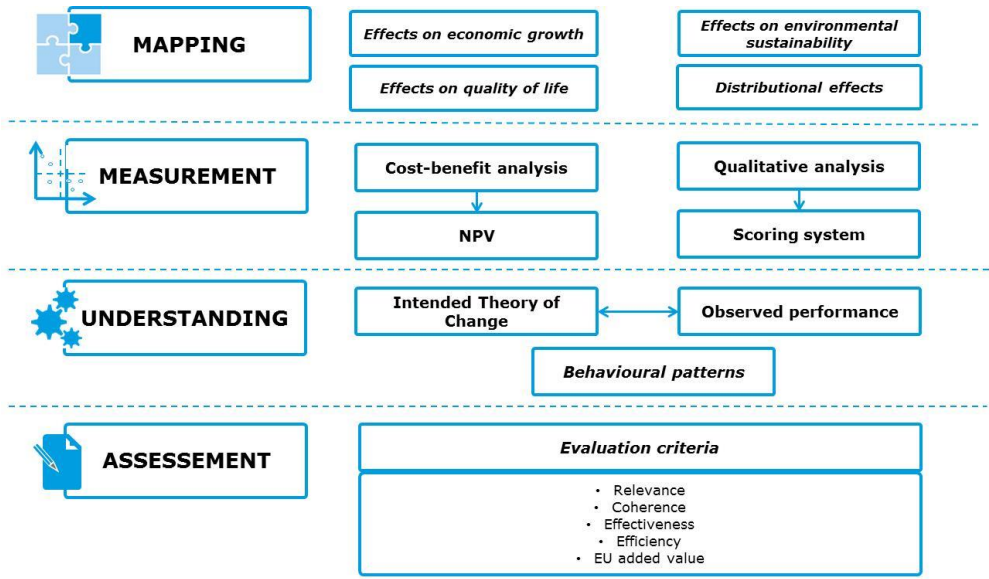 MAPPING
Effects on economic growth
Effects on environmental
sustainability
Effects on quality of life
Distributional effects
MEASUREMENT
Cost-benefit analysis
Qualitative analysis
NPV
Scoring system
UNDERSTANDING
Intended Theory of
Change
Observed performance
Behavioural patterns
ASSESSEMENT
Evaluation criteria
• Relevance
• Coherence
• Effectiveness
• Efficiency
• EU added value